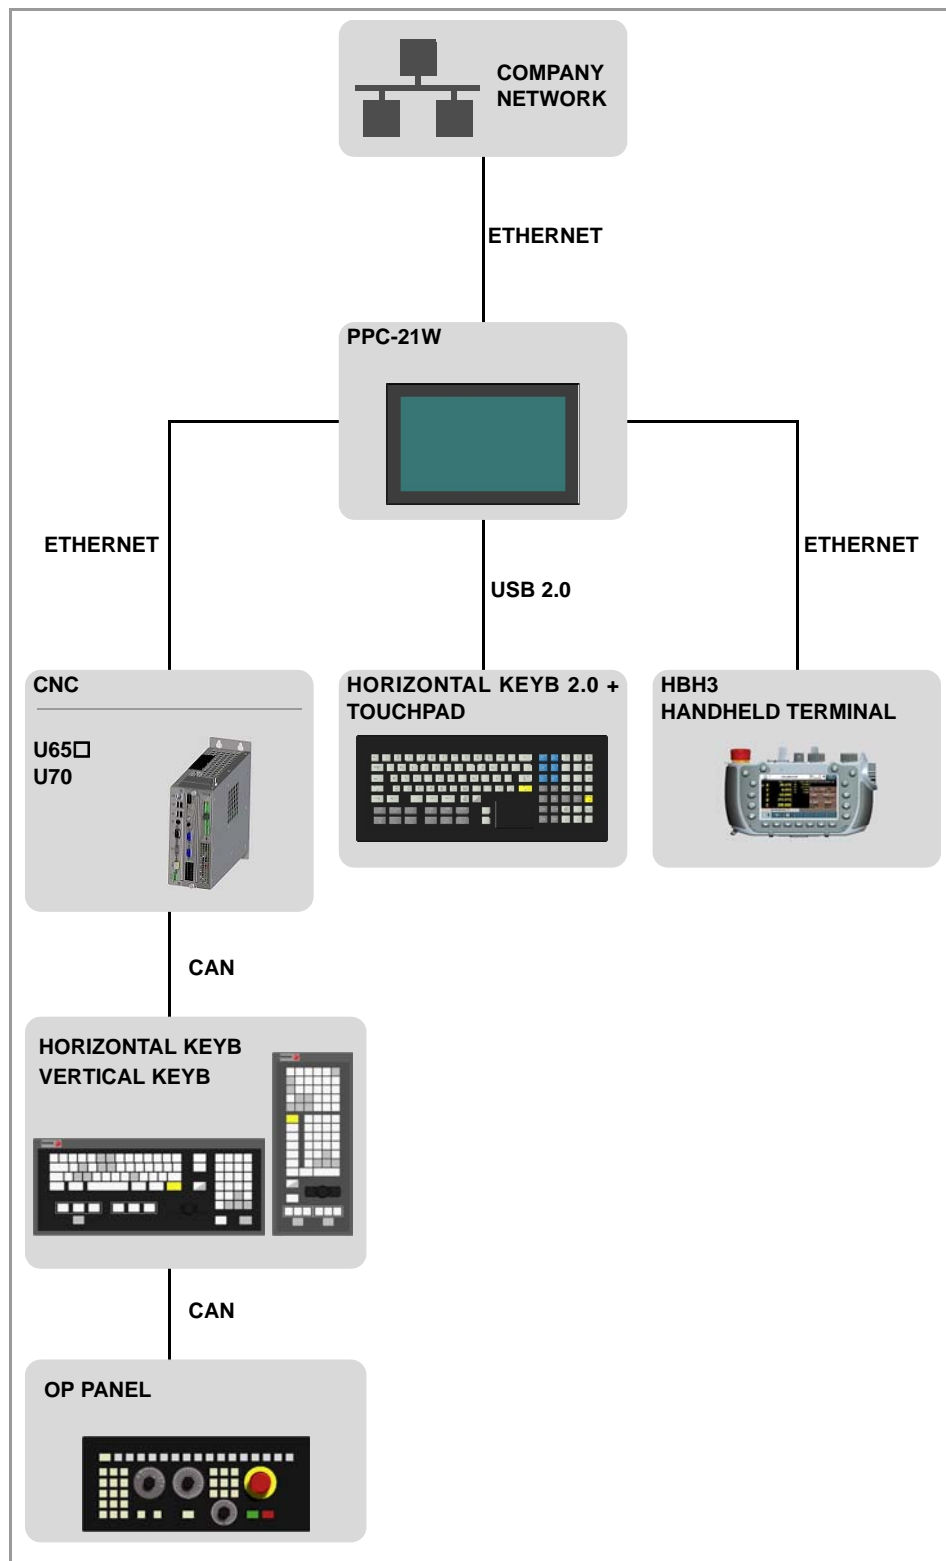 COMPANY
NETWORK
ETHERNET
PPC-21W
ETHERNET
ETHERNET
USB 2.0
CNC
U65□
U70
HORIZONTAL KEYB 2.0 +
TOUCHPAD
HBH3
HANDHELD TERMINAL
CAN
HORIZONTAL KEYB
VERTICAL KEYB
CAN
OP PANEL